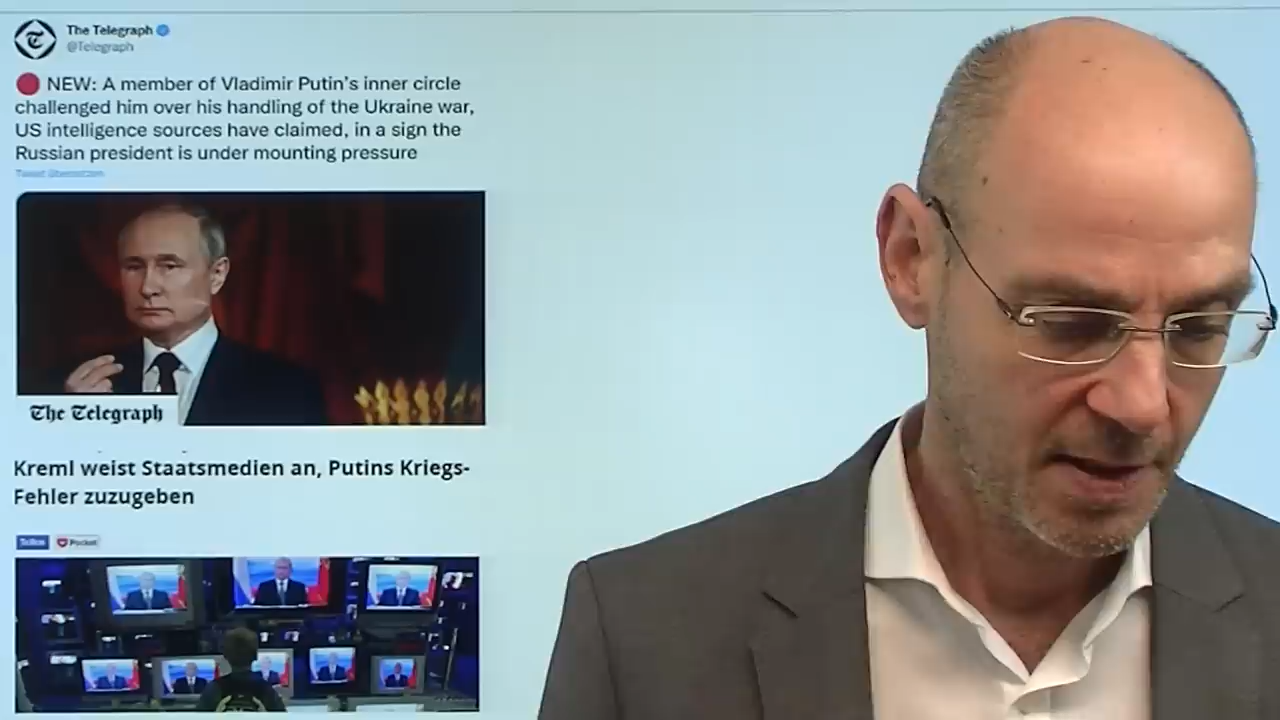 The Telegraph
@Telegraph
NEW: A member of Vladimir Putin's inner circle
challenged him over his handling of the Ukraine war,
US intelligence sources have claimed, in a sign the
Russian president is under mounting pressure
Tweet übersetzen
The Telegraph
Kreml weist Staatsmedien an, Putins Kriegs-
Fehler zuzugeben
Teilen
Pocket